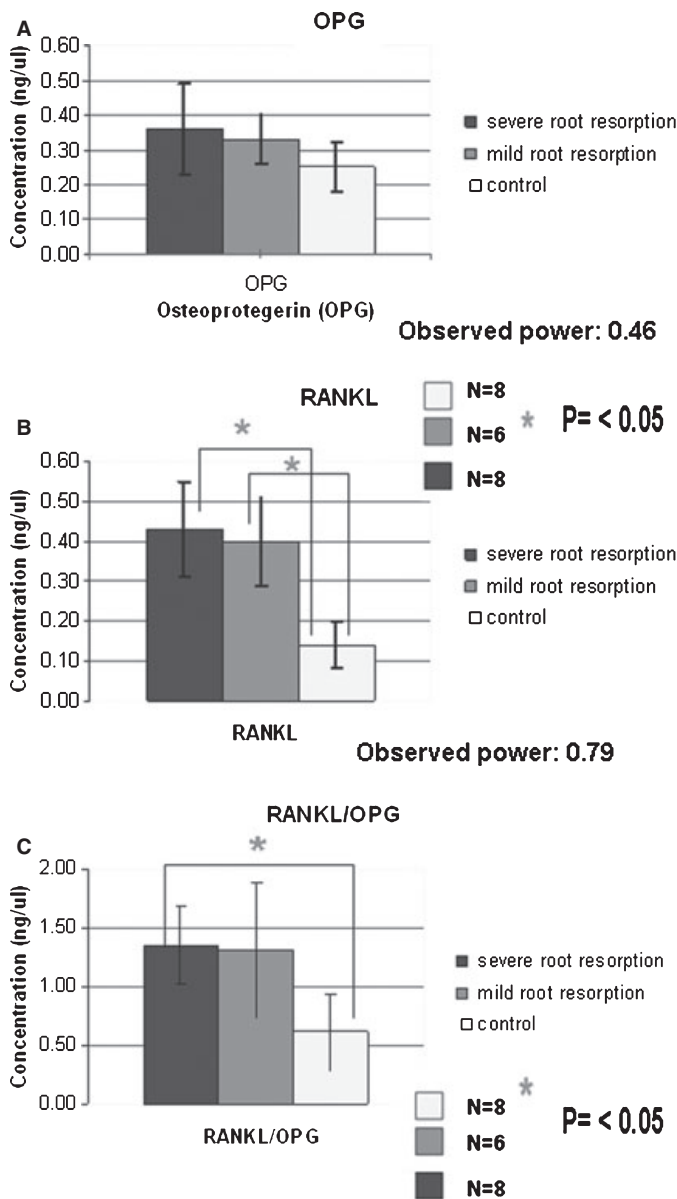 A
OPG
0.60
0.50
0.40
0.30
0.20
0.10
0.00
Concentration (ng/ul)
severe root resorption
mild root resorption
control
OPG
Osteoprotegerin (OPG)
Observed power: 0.46
B
RANKL
N=8
N=6
N=8
* P= < 0.05
*
*
0.60
0.50
0.40
0.30
0.20
0.10
0.00
Concentration (ng/ul)
severe root resorption
mild root resorption
control
RANKL
Observed power: 0.79
C
RANKL/OPG
*
2.00
1.50
1.00
0.50
0.00
Concentration (ng/ul)
severe root resorption
mild root resorption
control
RANKL/OPG
N=8
N=6
N=8
* P= < 0.05